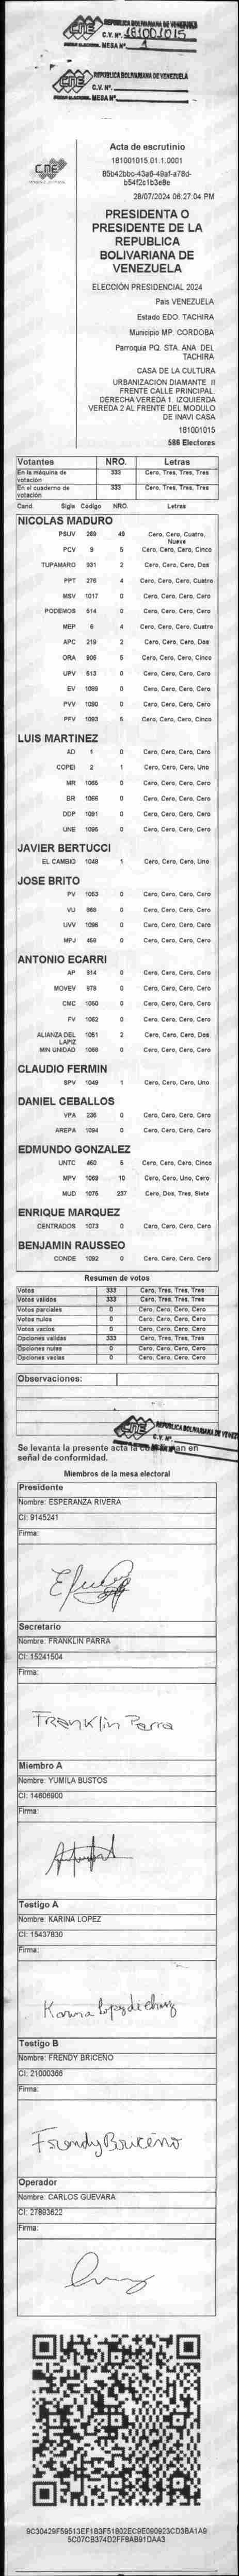 REPUBLICA BOLIVARIANA DE VENEZUELA
CNE
C.V. Nº. 181001015
MESA Nº. 1
REPUBLICA BOLIVARIANA DE VENEZUELA
CNE
C.V. Nº.
MESA Nº.
CNE
Acta de escrutinio
181001015.01.1.0001
85b42bbc-43a6-49af-a78d-
b54f2c1b3e8e
28/07/2024 06:27:04 PM
PRESIDENTA O
PRESIDENTE DE LA
REPUBLICA
BOLIVARIANA DE
VENEZUELA
ELECCIÓN PRESIDENCIAL 2024
País VENEZUELA
Estado EDO. TACHIRA
Municipio MP. CORDOBA
Parroquia PQ. STA. ANA DEL
TACHIRA
CASA DE LA CULTURA
URBANIZACION DIAMANTE II
FRENTE CALLE PRINCIPAL.
DERECHA VEREDA 1. IZQUIERDA
VEREDA 2 AL FRENTE DEL MODULO
DE INAVI CASA
181001015
586 Electores
Votantes NRO. Letras
En la máquina de votación 333 Cero, Tres, Tres, Tres
En el cuaderno de votación 333 Cero, Tres, Tres, Tres
Cand. Sigla Código NRO. Letras
NICOLAS MADURO
PSUV 269 49 Cero, Cero, Cuatro, Nueve
PCV 9 5 Cero, Cero, Cero, Cinco
TUPAMARO 931 2 Cero, Cero, Cero, Dos
PPT 276 4 Cero, Cero, Cero, Cuatro
MSV 1017 0 Cero, Cero, Cero, Cero
PODEMOS 514 0 Cero, Cero, Cero, Cero
MEP 6 4 Cero, Cero, Cero, Cuatro
APC 219 2 Cero, Cero, Cero, Dos
ORA 906 5 Cero, Cero, Cero, Cinco
UPV 513 0 Cero, Cero, Cero, Cero
EV 1099 0 Cero, Cero, Cero, Cero
PVV 1090 0 Cero, Cero, Cero, Cero
PFV 1093 5 Cero, Cero, Cero, Cinco
LUIS MARTINEZ
AD 1 0 Cero, Cero, Cero, Cero
COPEI 2 1 Cero, Cero, Cero, Uno
MR 1065 0 Cero, Cero, Cero, Cero
BR 1066 0 Cero, Cero, Cero, Cero
DDP 1091 0 Cero, Cero, Cero, Cero
UNE 1095 0 Cero, Cero, Cero, Cero
JAVIER BERTUCCI
EL CAMBIO 1048 1 Cero, Cero, Cero, Uno
JOSE BRITO
PV 1053 0 Cero, Cero, Cero, Cero
VU 868 0 Cero, Cero, Cero, Cero
UVV 1096 0 Cero, Cero, Cero, Cero
MPJ 458 0 Cero, Cero, Cero, Cero
ANTONIO ECARRI
AP 814 0 Cero, Cero, Cero, Cero
MOVEV 878 0 Cero, Cero, Cero, Cero
CMC 1050 0 Cero, Cero, Cero, Cero
FV 1062 0 Cero, Cero, Cero, Cero
ALIANZA DEL LAPIZ 1051 2 Cero, Cero, Cero, Dos
MIN UNIDAD 1088 0 Cero, Cero, Cero, Cero
CLAUDIO FERMIN
SPV 1049 1 Cero, Cero, Cero, Uno
DANIEL CEBALLOS
VPA 236 0 Cero, Cero, Cero, Cero
AREPA 1094 0 Cero, Cero, Cero, Cero
EDMUNDO GONZALEZ
UNTC 460 5 Cero, Cero, Cero, Cinco
MPV 1069 10 Cero, Cero, Uno, Cero
MUD 1075 237 Cero, Dos, Tres, Siete
ENRIQUE MARQUEZ
CENTRADOS 1073 0 Cero, Cero, Cero, Cero
BENJAMIN RAUSSEO
CONDE 1092 0 Cero, Cero, Cero, Cero
Resumen de votos
Votos 333 Cero, Tres, Tres, Tres
Votos validos 333 Cero, Tres, Tres, Tres
Votos parciales 0 Cero, Cero, Cero, Cero
Votos nulos 0 Cero, Cero, Cero, Cero
Votos vacios 0 Cero, Cero, Cero, Cero
Opciones validas 333 Cero, Tres, Tres, Tres
Opciones nulas 0 Cero, Cero, Cero, Cero
Opciones vacias 0 Cero, Cero, Cero, Cero
Observaciones:
CNE
REPUBLICA BOLIVARIANA DE VENEZUELA
C.V. Nº.
Se levanta la presente acta en
señal de conformidad.
Miembros de la mesa electoral
Presidente
Nombre: ESPERANZA RIVERA
CI: 9145241
Firma:
Secretario
Nombre: FRANKLIN PARRA
CI: 15241504
Firma:
Franklin Parra
Miembro A
Nombre: YUMILA BUSTOS
CI: 14606900
Firma:
Testigo A
Nombre: KARINA LOPEZ
CI: 15437830
Firma:
Karina Lopez de
Testigo B
Nombre: FRENDY BRICENO
CI: 21000366
Firma:
Frendy Briceño
Operador
Nombre: CARLOS GUEVARA
CI: 27893622
Firma:
9C30429F59513EF1B3F51802EC9E090923CD3BA1A9
5C07CB374D2FF8AB91DAA3